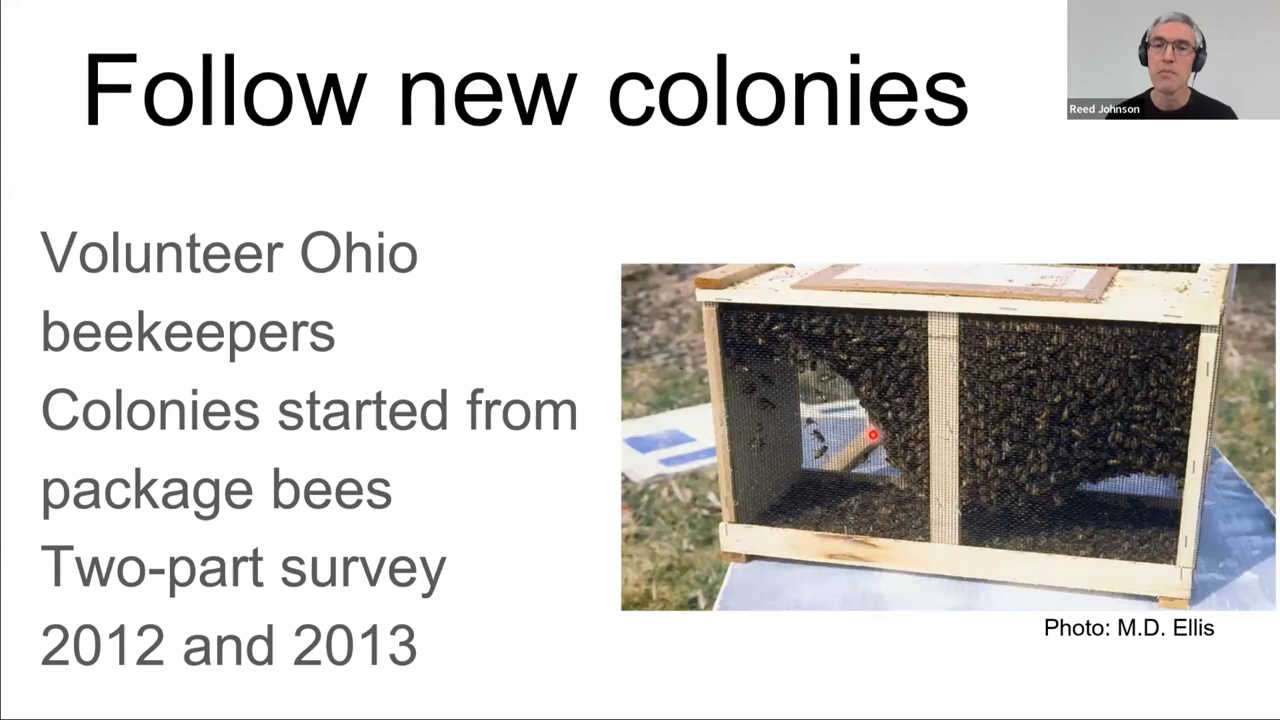 Follow new colonies
Reed Johnson
Volunteer Ohio
beekeepers
Colonies started from
package bees
Two-part survey
2012 and 2013
Photo: M.D. Ellis